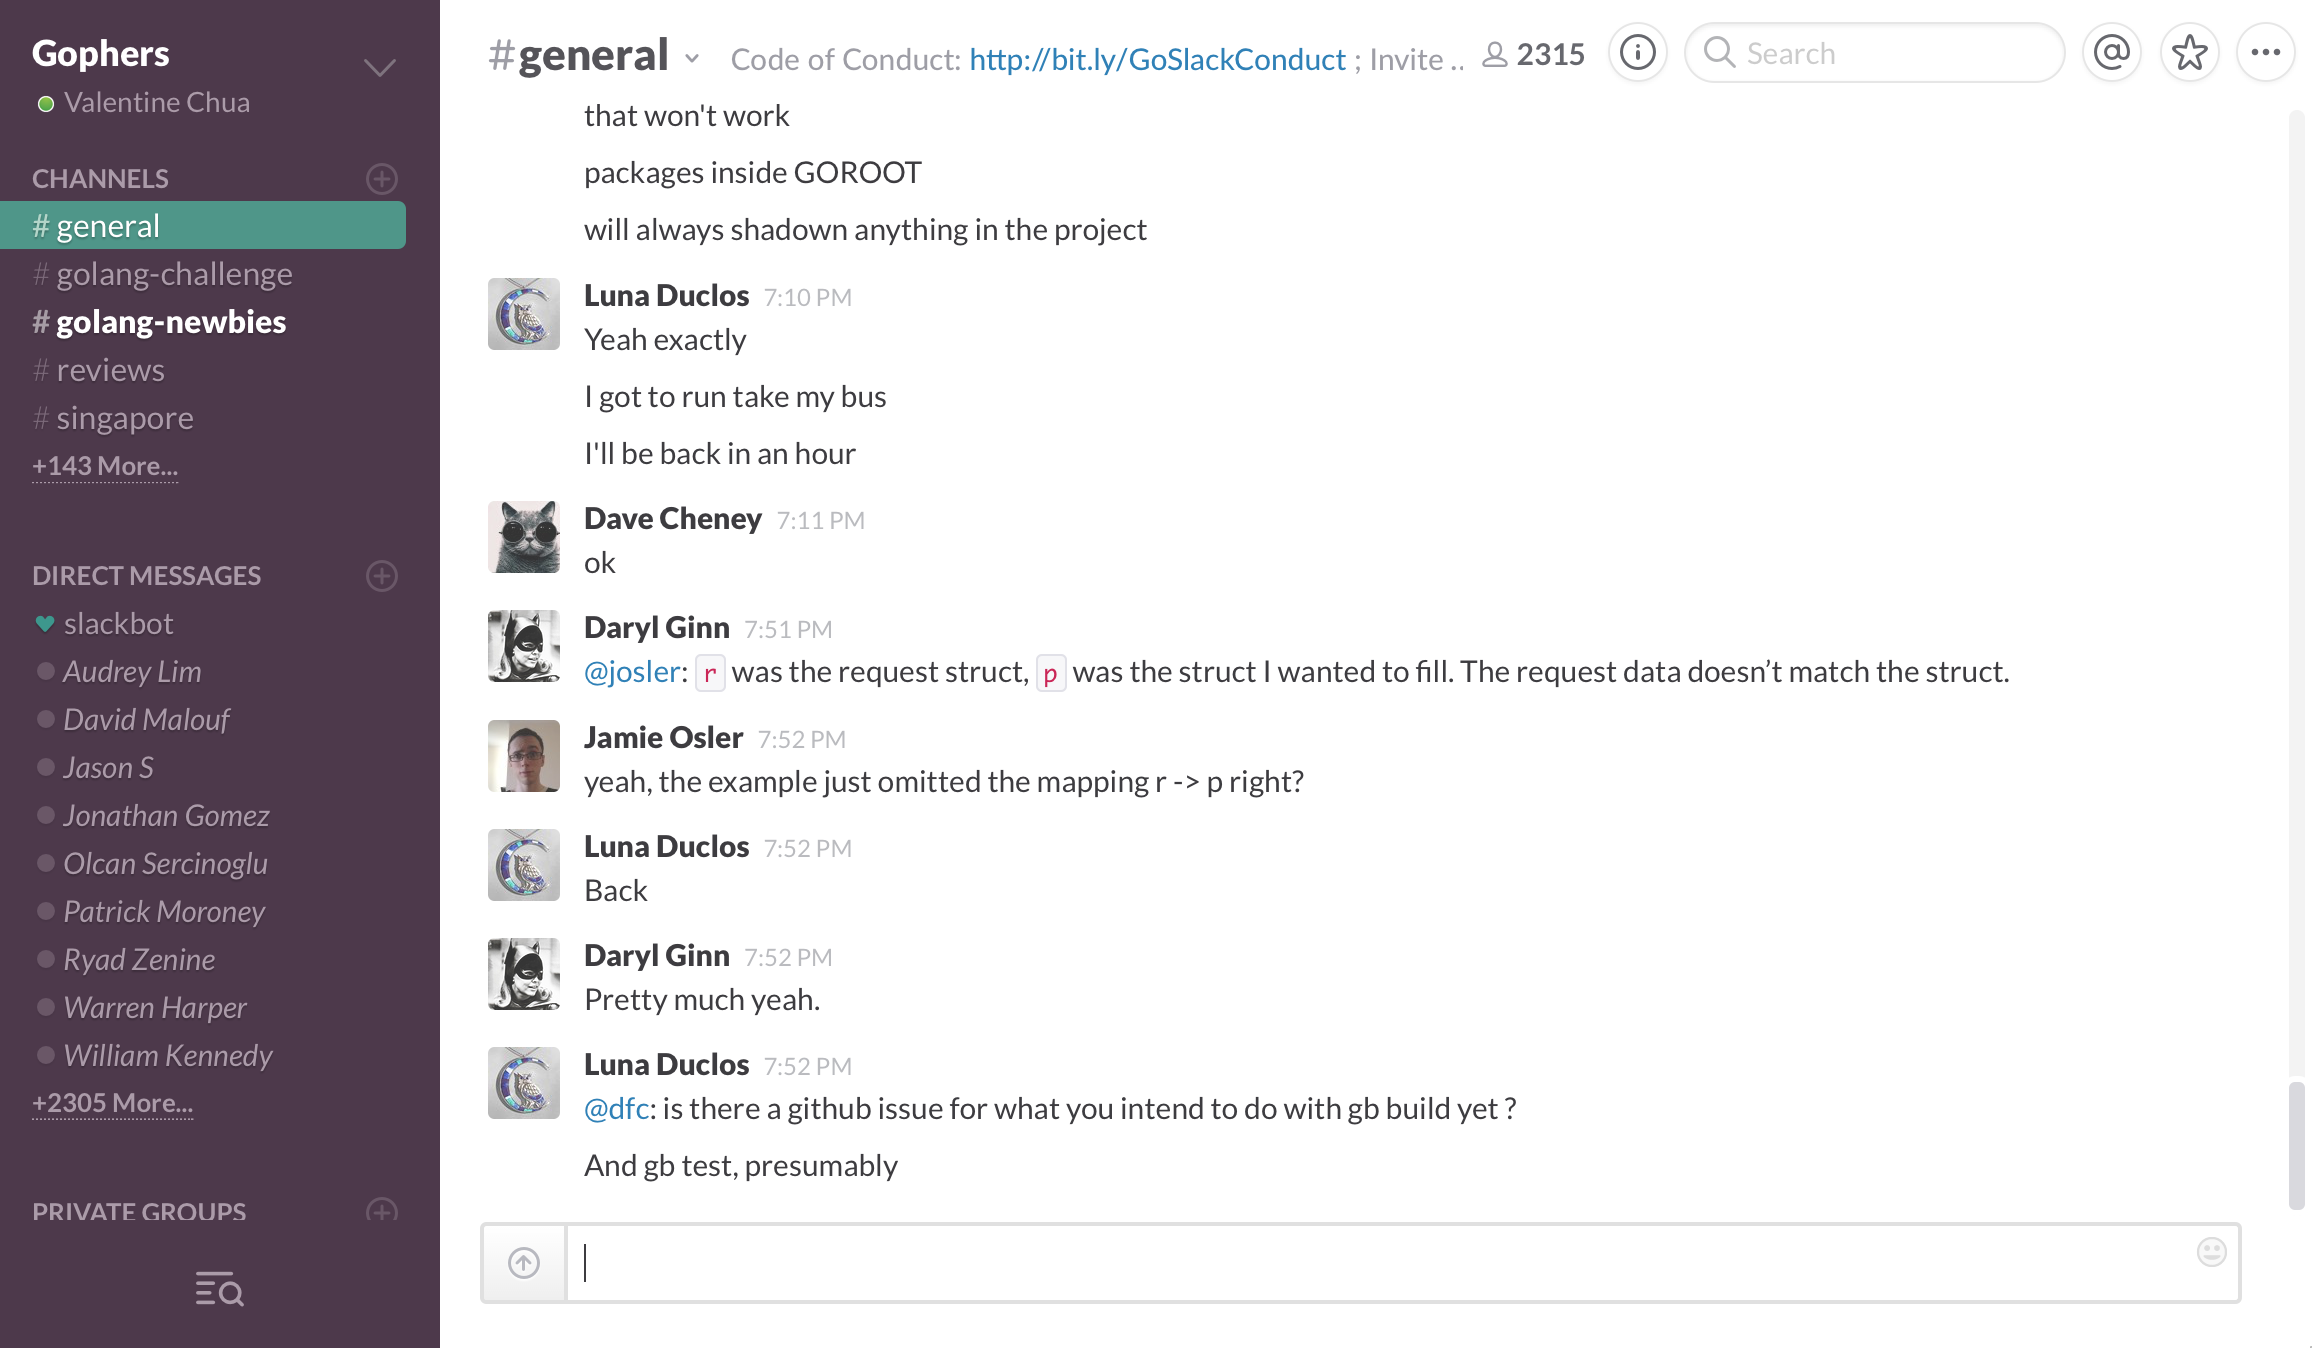 Gophers
Valentine Chua
CHANNELS
# general
# golang-challenge
# golang-newbies
# reviews
# singapore
+143 More...
DIRECT MESSAGES
slackbot
Audrey Lim
David Malouf
Jason S
Jonathan Gomez
Olcan Sercinoglu
Patrick Moroney
Ryad Zenine
Warren Harper
William Kennedy
+2305 More...
PRIVATE GROUPS
#general Code of Conduct: http://bit.ly/GoSlackConduct ; Invite .. 2315 Search
that won't work
packages inside GOROOT
will always shadown anything in the project
Luna Duclos 7:10 PM
Yeah exactly
I got to run take my bus
I'll be back in an hour
Dave Cheney 7:11 PM
ok
Daryl Ginn 7:51 PM
@josler: r was the request struct, p was the struct I wanted to fill. The request data doesn’t match the struct.
Jamie Osler 7:52 PM
yeah, the example just omitted the mapping r -> p right?
Luna Duclos 7:52 PM
Back
Daryl Ginn 7:52 PM
Pretty much yeah.
Luna Duclos 7:52 PM
@dfc: is there a github issue for what you intend to do with gb build yet ?
And gb test, presumably